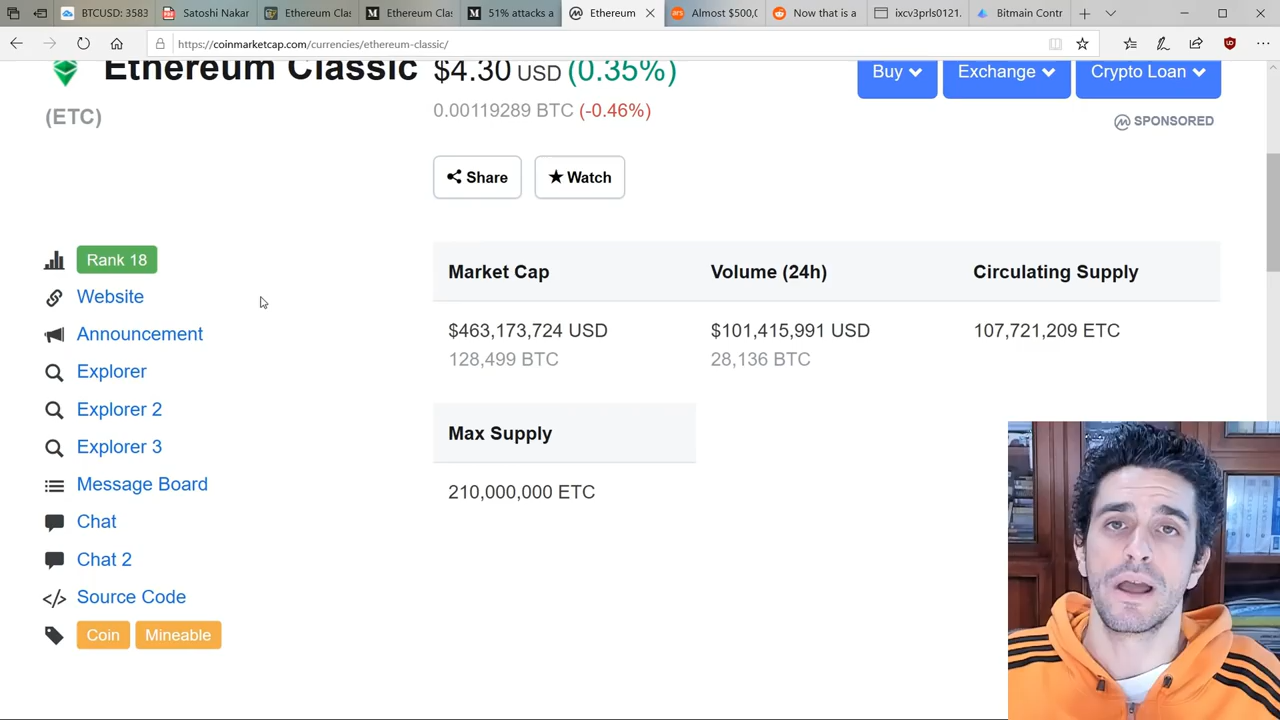 BTCUSD: 3583
Satoshi Nakar
Ethereum Clas
Ethereum Clas
51% attacks a
Ethereum
Almost $500,0
Now that is a
ixcv3prls0121.
Bitmain Contr
https://coinmarketcap.com/currencies/ethereum-classic/
Ethereum Classic
(ETC)
$4.30 USD (0.35%)
0.00119289 BTC (-0.46%)
Buy
Exchange
Crypto Loan
SPONSORED
Share
Watch
Rank 18
Website
Announcement
Explorer
Explorer 2
Explorer 3
Message Board
Chat
Chat 2
Source Code
Coin
Mineable
Market Cap
$463,173,724 USD
128,499 BTC
Volume (24h)
$101,415,991 USD
28,136 BTC
Circulating Supply
107,721,209 ETC
Max Supply
210,000,000 ETC